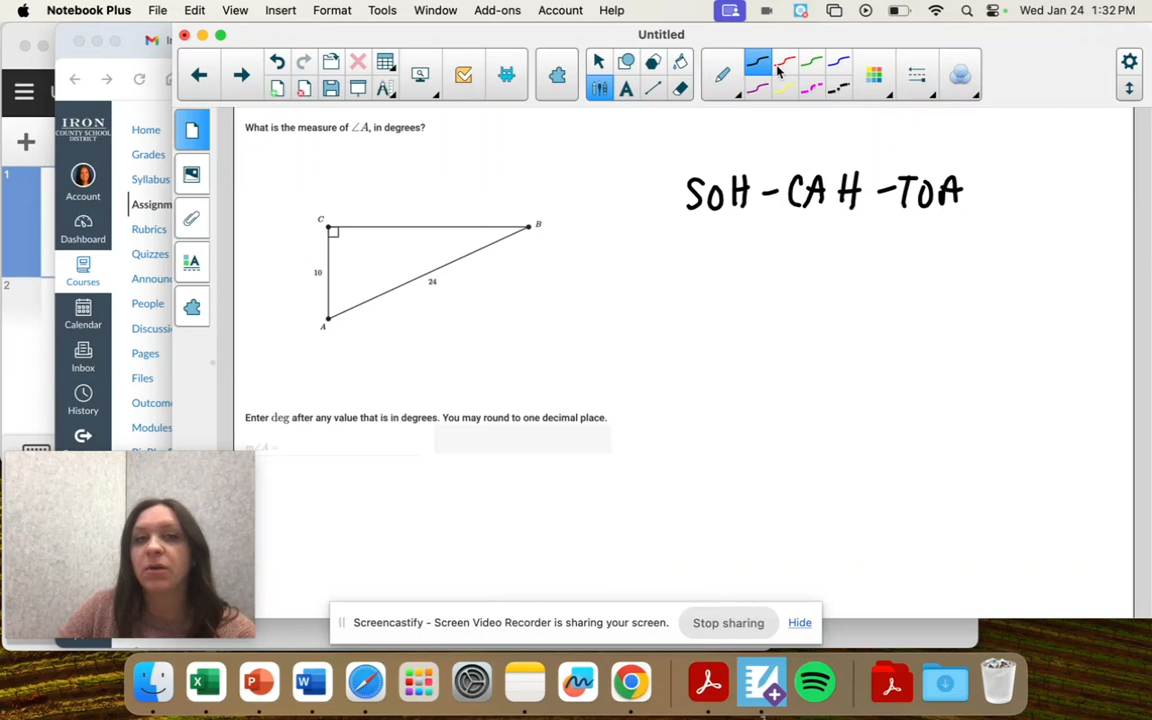 Notebook Plus File Edit View Insert Format Tools Window Add-ons Account Help Wed Jan 24 1:32 PM
Untitled
IRON
COUNTY SCHOOL
DISTRICT
Account
Dashboard
Courses
Calendar
Inbox
History
Home
Grades
Syllabus
Assignm
Rubrics
Quizzes
Announc
People
Discussi
Pages
Files
Outcom
Modules
1
2
What is the measure of ∠A, in degrees?
SOH - CAH - TOA
C
B
10
24
A
Enter deg after any value that is in degrees. You may round to one decimal place.
m∠A =
Screencastify - Screen Video Recorder is sharing your screen. Stop sharing Hide